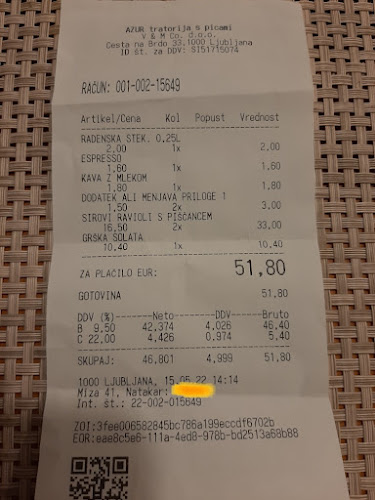 AZUR tratorija s picami
V & M Co. d.o.o.
Cesta na Brdo 33,1000 Ljubljana
ID št. za DDV: SI51715074
RAČUN: 001-002-15649
Artikel/Cena Kol Popust Vrednost
RADENSKA STEK. 0,25L
2,00 1x 2,00
ESPRESSO
1,60 1x 1,60
KAVA Z MLEKOM
1,80 1x 1,80
DODATEK ALI MENJAVA PRILOGE 1
1,50 2x 3,00
SIROVI RAVIOLI S PIŠČANCEM
16,50 2x 33,00
GRŠKA SOLATA
10,40 1x 10,40
ZA PLAČILO EUR: 51,80
GOTOVINA 51,80
DDV (%) Neto DDV Bruto
B 9,50 42,374 4,026 46,40
C 22,00 4,426 0,974 5,40
SKUPAJ: 46,801 4,999 51,80
1000 LJUBLJANA, 15.05.22 14:14
Miza 41, Natakar:
Int. št.: 22-002-015649
ZOI:3fee006582845bc786a199eccdf6702b
EOR:eae8c5e6-111a-4ed8-978b-bd2513a68b88